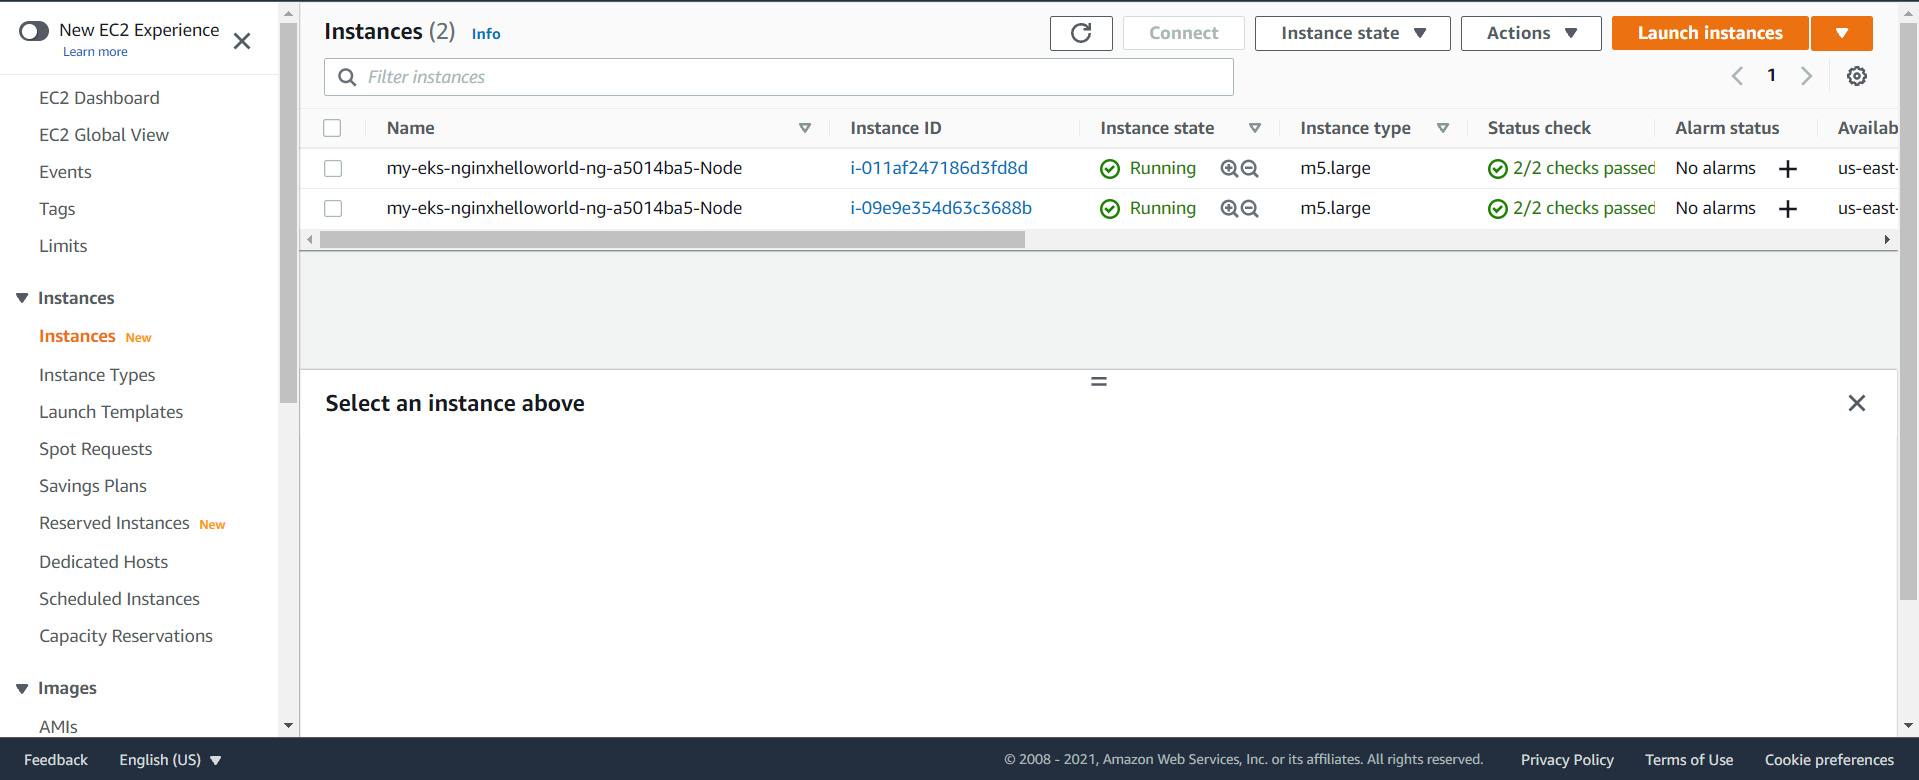 New EC2 Experience
Learn more
EC2 Dashboard
EC2 Global View
Events
Tags
Limits
Instances
Instances New
Instance Types
Launch Templates
Spot Requests
Savings Plans
Reserved Instances New
Dedicated Hosts
Scheduled Instances
Capacity Reservations
Images
AMIs
Instances (2) Info
Connect
Instance state
Actions
Launch instances
Filter instances
1
Name Instance ID Instance state Instance type Status check Alarm status Availab
my-eks-nginxhelloworld-ng-a5014ba5-Node i-011af247186d3fd8d Running m5.large 2/2 checks passed No alarms + us-east-
my-eks-nginxhelloworld-ng-a5014ba5-Node i-09e9e354d63c3688b Running m5.large 2/2 checks passed No alarms + us-east-
Select an instance above
Feedback English (US) © 2008 - 2021, Amazon Web Services, Inc. or its affiliates. All rights reserved. Privacy Policy Terms of Use Cookie preferences